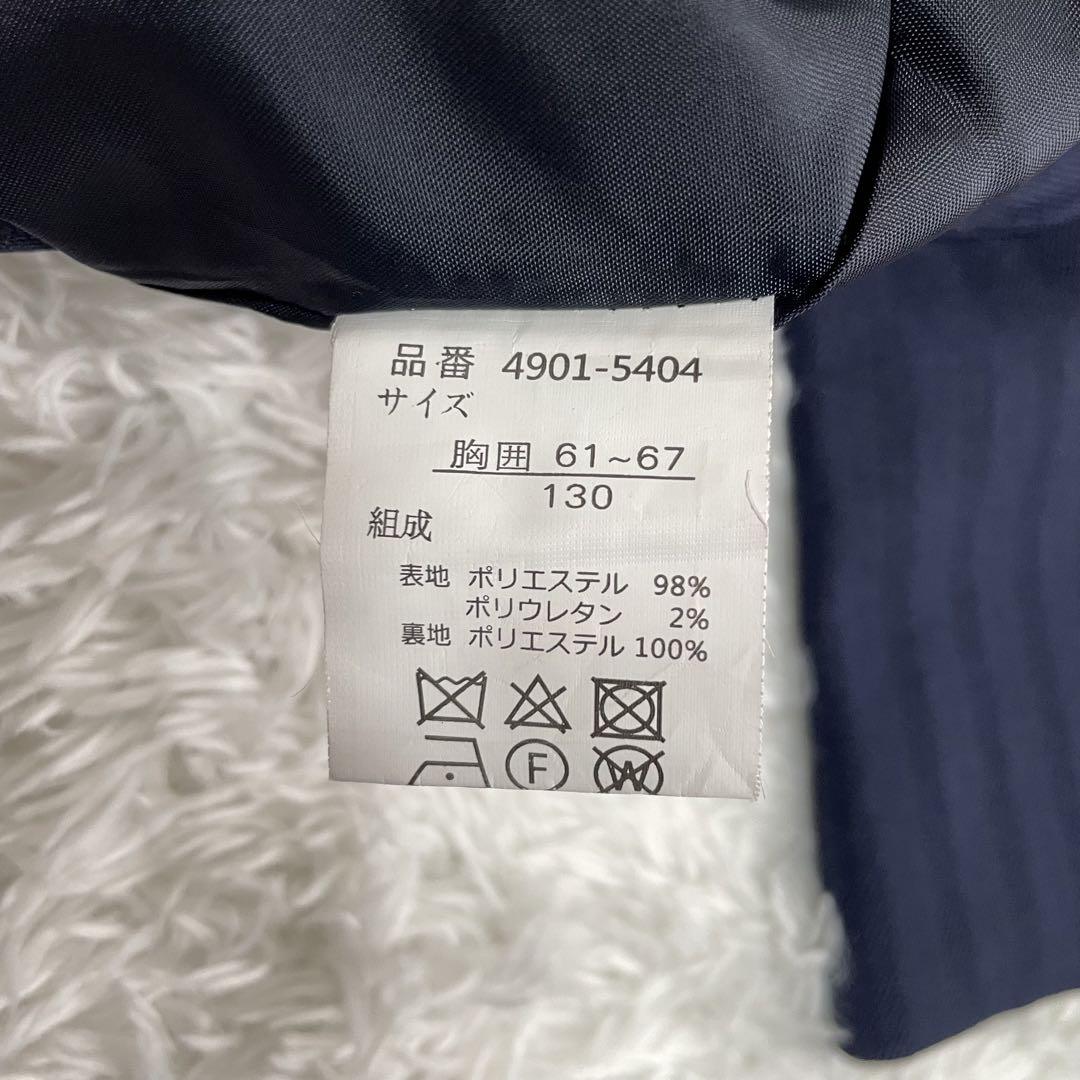 品番 4901-5404
サイズ
胸囲 61~67
130
組成
表地 ポリエステル 98%
ポリウレタン 2%
裏地 ポリエステル 100%
F W